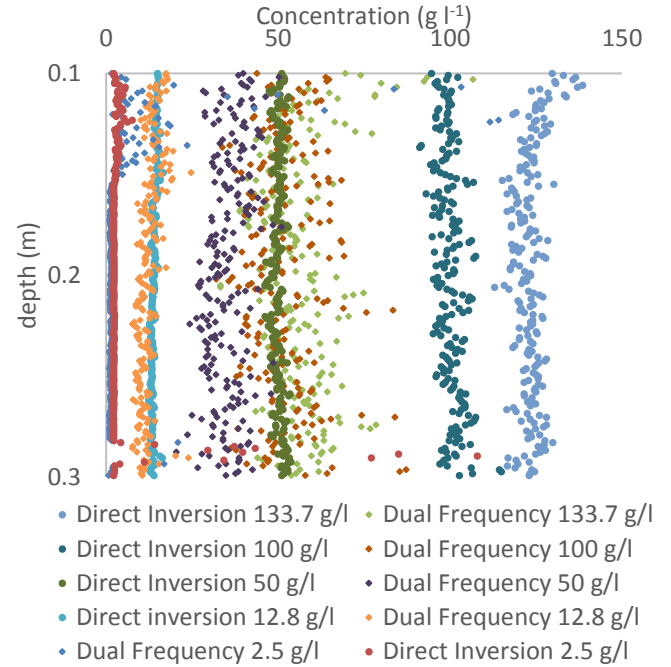 Concentration (g l⁻¹)
0 50 100 150
0.1
0.2
0.3
depth (m)
Direct Inversion 133.7 g/l Dual Frequency 133.7 g/l
Direct Inversion 100 g/l Dual Frequency 100 g/l
Direct Inversion 50 g/l Dual Frequency 50 g/l
Direct inversion 12.8 g/l Dual Frequency 12.8 g/l
Dual Frequency 2.5 g/l Direct Inversion 2.5 g/l